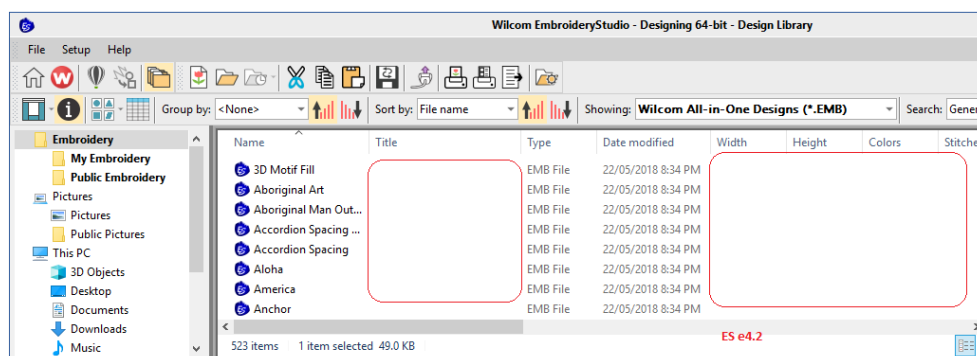 Wilcom EmbroideryStudio - Designing 64-bit - Design Library
File Setup Help
Group by: <None> Sort by: File name Showing: Wilcom All-in-One Designs (*.EMB) Search: Gener
Embroidery
My Embroidery
Public Embroidery
Pictures
Pictures
Public Pictures
This PC
3D Objects
Desktop
Documents
Downloads
Music
Name Title Type Date modified Width Height Colors Stitche
3D Motif Fill EMB File 22/05/2018 8:34 PM
Aboriginal Art EMB File 22/05/2018 8:34 PM
Aboriginal Man Out... EMB File 22/05/2018 8:34 PM
Accordion Spacing ... EMB File 22/05/2018 8:34 PM
Accordion Spacing EMB File 22/05/2018 8:34 PM
Aloha EMB File 22/05/2018 8:34 PM
America EMB File 22/05/2018 8:34 PM
Anchor EMB File 22/05/2018 8:34 PM
ES e4.2
523 items 1 item selected 49.0 KB